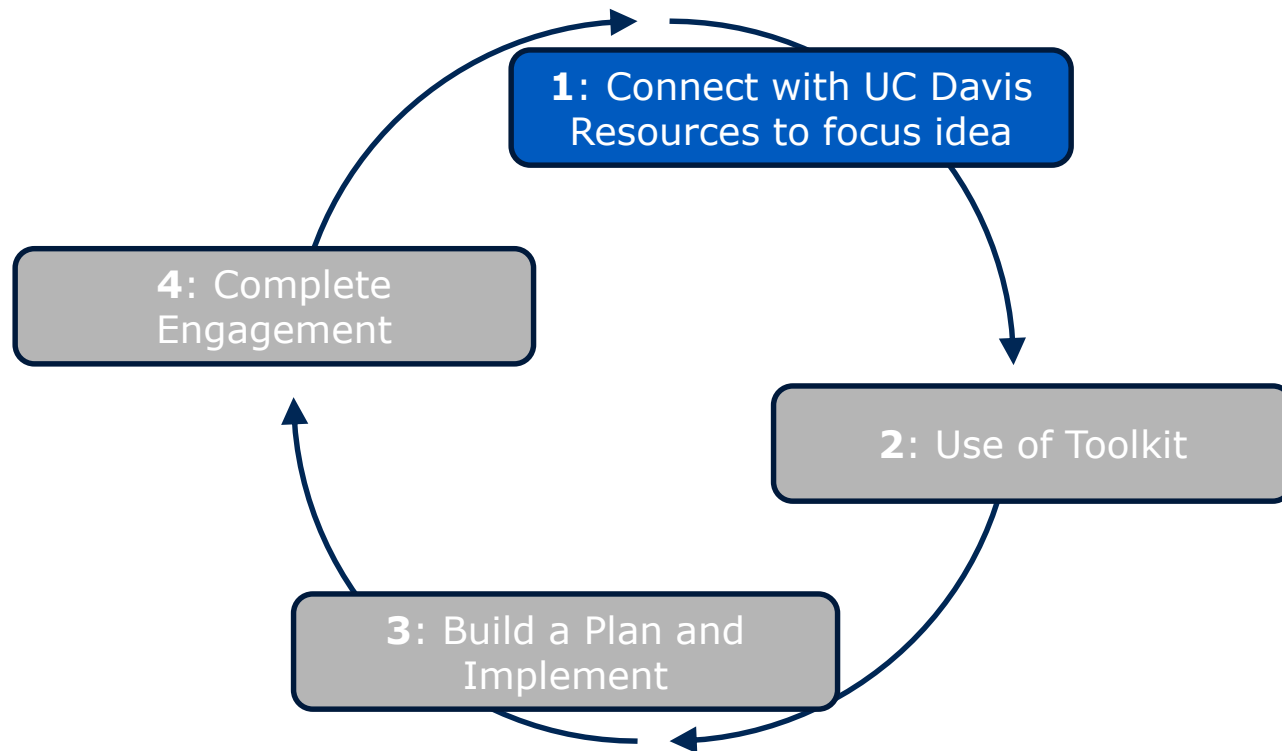 1: Connect with UC Davis
Resources to focus idea
2: Use of Toolkit
3: Build a Plan and
Implement
4: Complete
Engagement